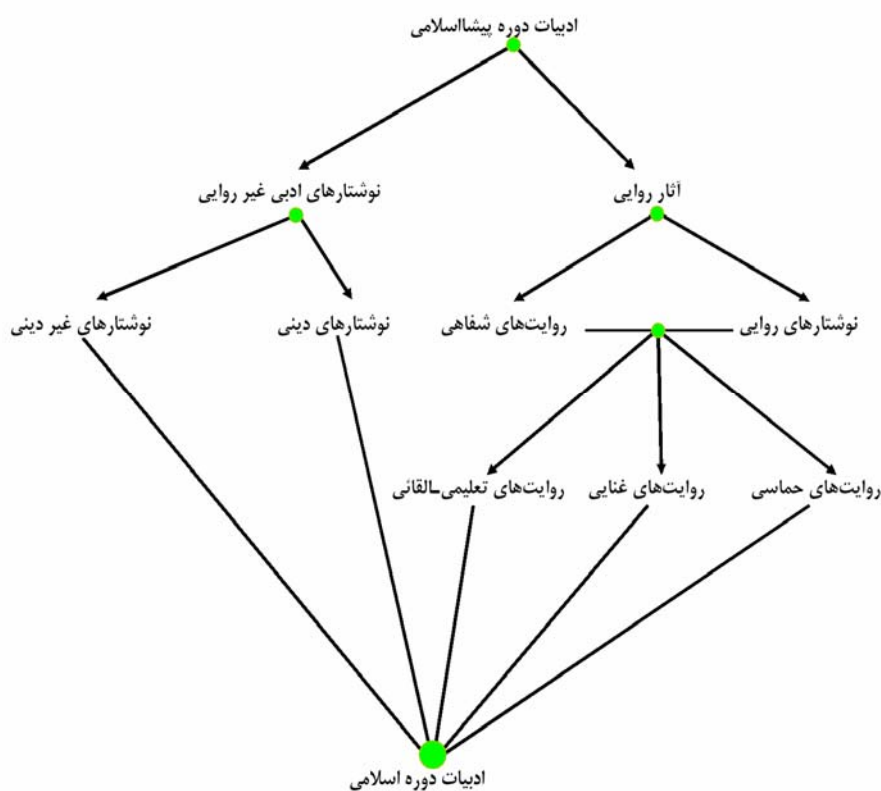 ادبیات دوره پیشااسلامی
آثار روایی
نوشتارهای ادبی غیر روایی
نوشتارهای روایی
روایت‌های شفاهی
نوشتارهای دینی
نوشتارهای غیر دینی
روایت‌های حماسی
روایت‌های غنایی
روایت‌های تعلیمی-القائی
ادبیات دوره اسلامی